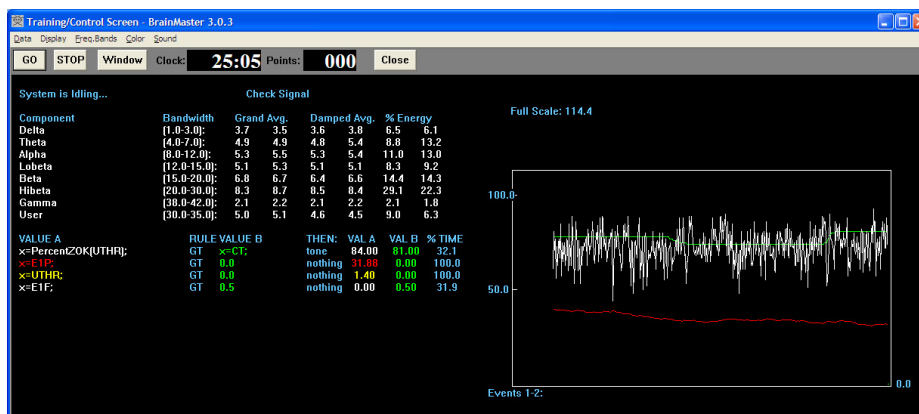 Training/Control Screen - BrainMaster 3.0.3
Data Display Freq.Bands Color Sound
GO STOP Window Clock: 25:05 Points: 000 Close
System is Idling... Check Signal
Full Scale: 114.4
Component Bandwidth Grand Avg. Damped Avg. % Energy
Delta (1.0-3.0): 3.7 3.5 3.6 3.8 6.5 6.1
Theta (4.0-7.0): 4.9 4.9 4.8 5.4 8.8 13.2
Alpha (8.0-12.0): 5.3 5.5 5.3 5.4 11.0 13.0
Lobeta (12.0-15.0): 5.1 5.3 5.1 5.1 8.3 9.2
Beta (15.0-20.0): 6.8 6.7 6.4 6.6 14.4 14.3
Hibeta (20.0-30.0): 8.3 8.7 8.5 8.4 29.1 22.3
Gamma (38.0-42.0): 2.1 2.2 2.1 2.2 2.1 1.8
User (30.0-35.0): 5.0 5.1 4.6 4.5 9.0 6.3
VALUE A RULE VALUE B THEN: VAL A VAL B % TIME
x=PercentZOK(UTHR); GT x=CT; tone 84.00 81.00 32.1
x=E1P; GT 0.0 nothing 31.88 0.00 100.0
x=UTHR; GT 0.0 nothing 1.40 0.00 100.0
x=E1F; GT 0.5 nothing 0.00 0.50 31.9
100.0-
50.0-
0.0
Events 1-2: